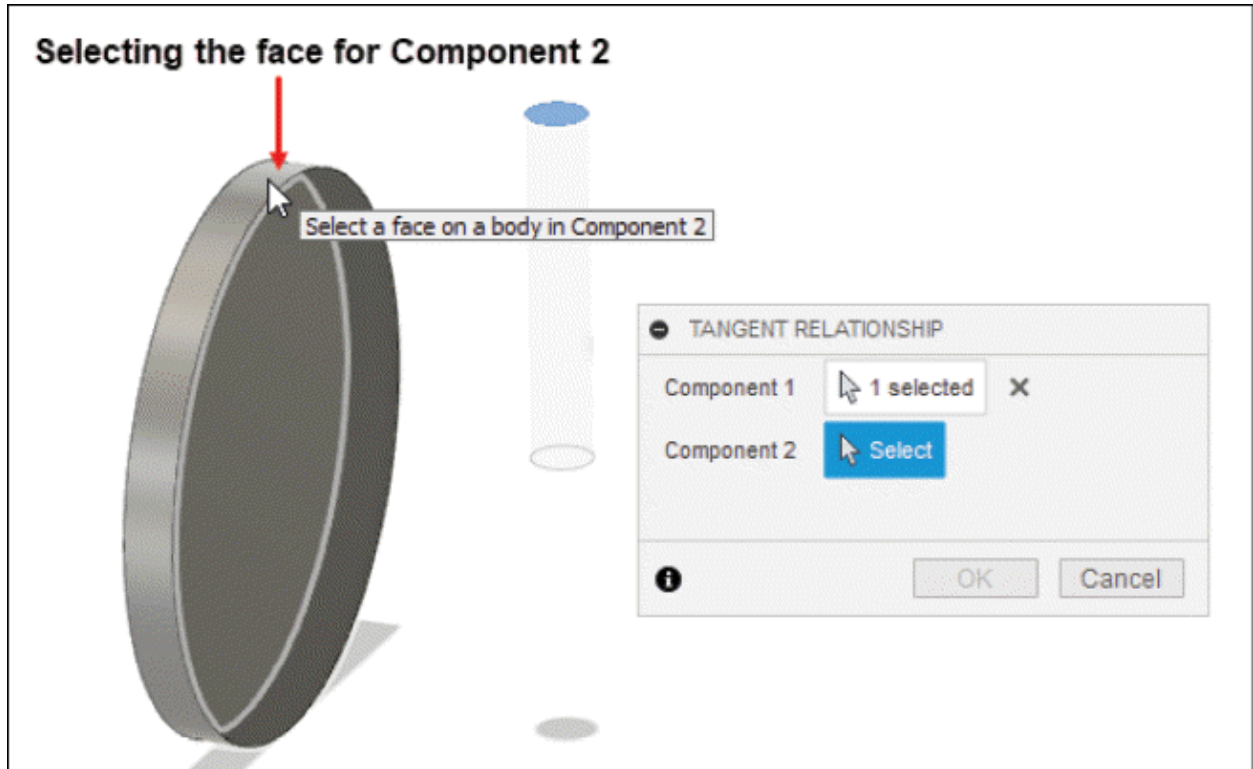 Selecting the face for Component 2
Select a face on a body in Component 2
TANGENT RELATIONSHIP
Component 1 1 selected
Component 2 Select
OK Cancel